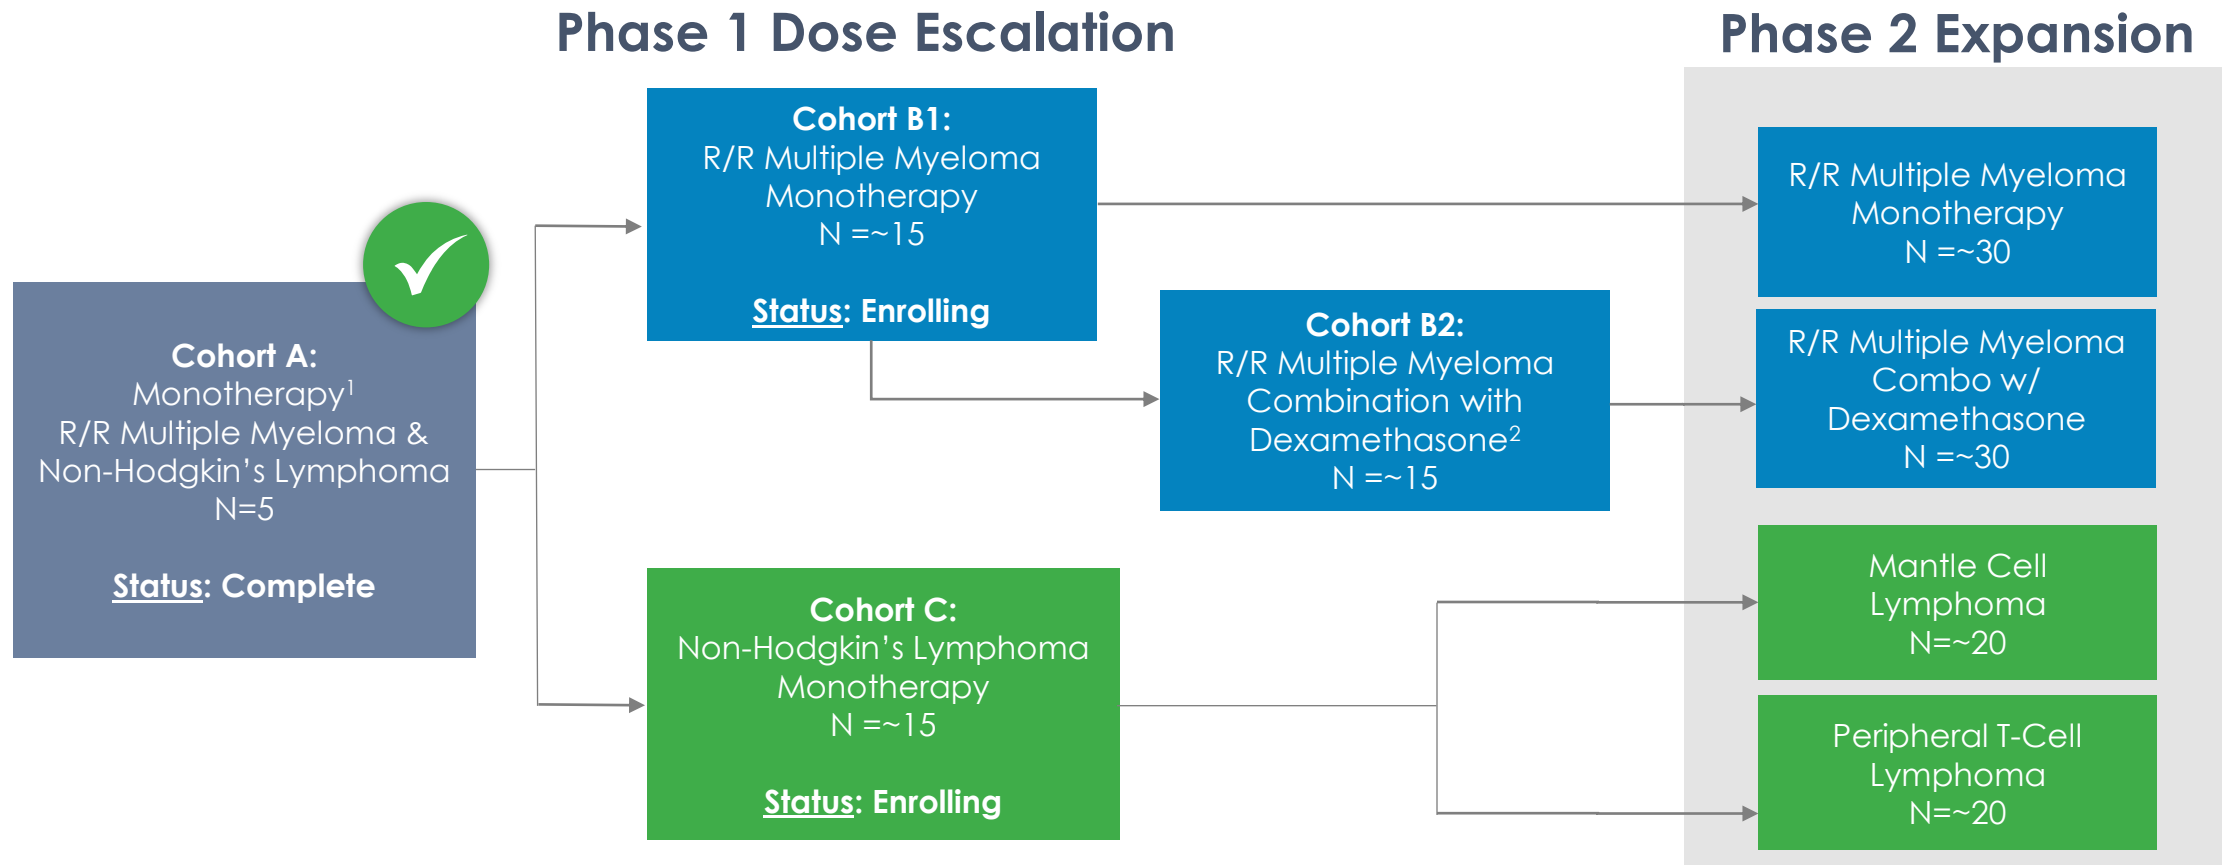 Phase 1 Dose Escalation
Phase 2 Expansion
Cohort A:
Monotherapy¹
R/R Multiple Myeloma &
Non-Hodgkin’s Lymphoma
N=5
Status: Complete
Cohort B1:
R/R Multiple Myeloma
Monotherapy
N =~15
Status: Enrolling
Cohort B2:
R/R Multiple Myeloma
Combination with
Dexamethasone²
N =~15
Cohort C:
Non-Hodgkin’s Lymphoma
Monotherapy
N =~15
Status: Enrolling
R/R Multiple Myeloma
Monotherapy
N =~30
R/R Multiple Myeloma
Combo w/
Dexamethasone
N =~30
Mantle Cell
Lymphoma
N=~20
Peripheral T-Cell
Lymphoma
N=~20